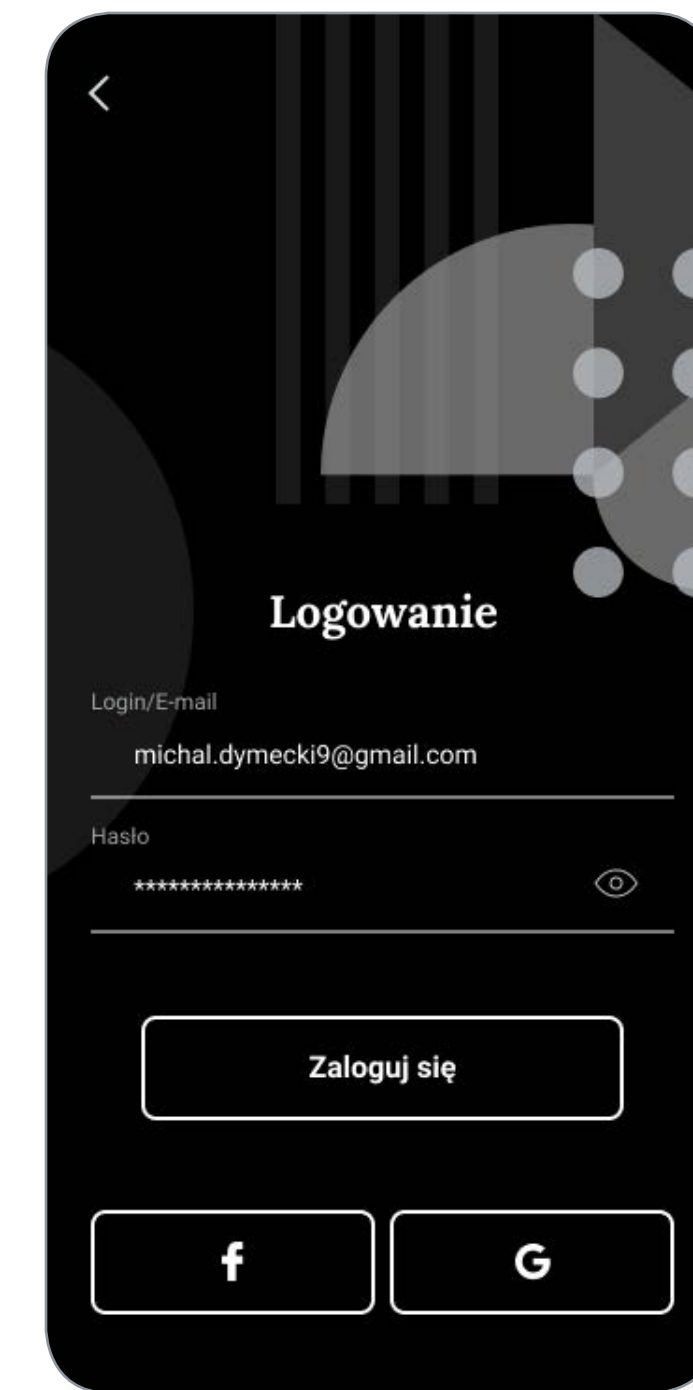 Logowanie
Login/E-mail
michal.dymecki9@gmail.com
Hasło
***************
Zaloguj się
f
G